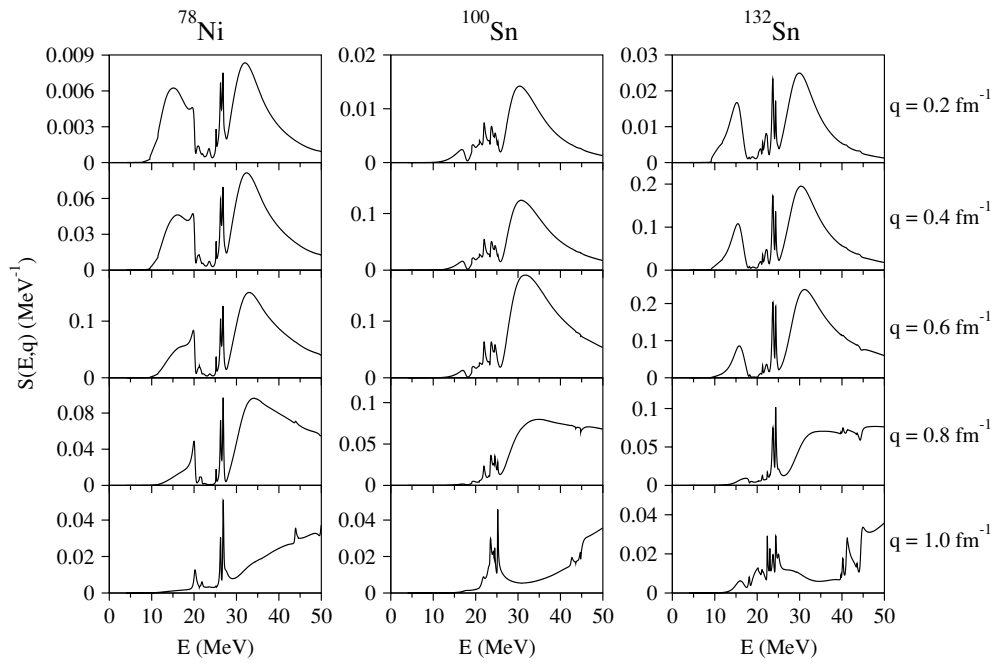 ⁷⁸Ni ¹⁰⁰Sn ¹³²Sn
0.009 0.02 0.03
0.006 0.01 0.02 q = 0.2 fm⁻¹
0.003 0.01
0 0 0
0.06 0.1 0.2 q = 0.4 fm⁻¹
0.03 0.1
0 0 0
S(E,q) (MeV⁻¹)
0.1 0.1 0.2 q = 0.6 fm⁻¹
0.1
0 0 0
0.08 0.1 0.1 q = 0.8 fm⁻¹
0.04 0.05 0.05
0 0 0
0.04 0.04 0.04 q = 1.0 fm⁻¹
0.02 0.02 0.02
0 0 0
0 10 20 30 40 50 0 10 20 30 40 50 0 10 20 30 40 50
E (MeV) E (MeV) E (MeV)